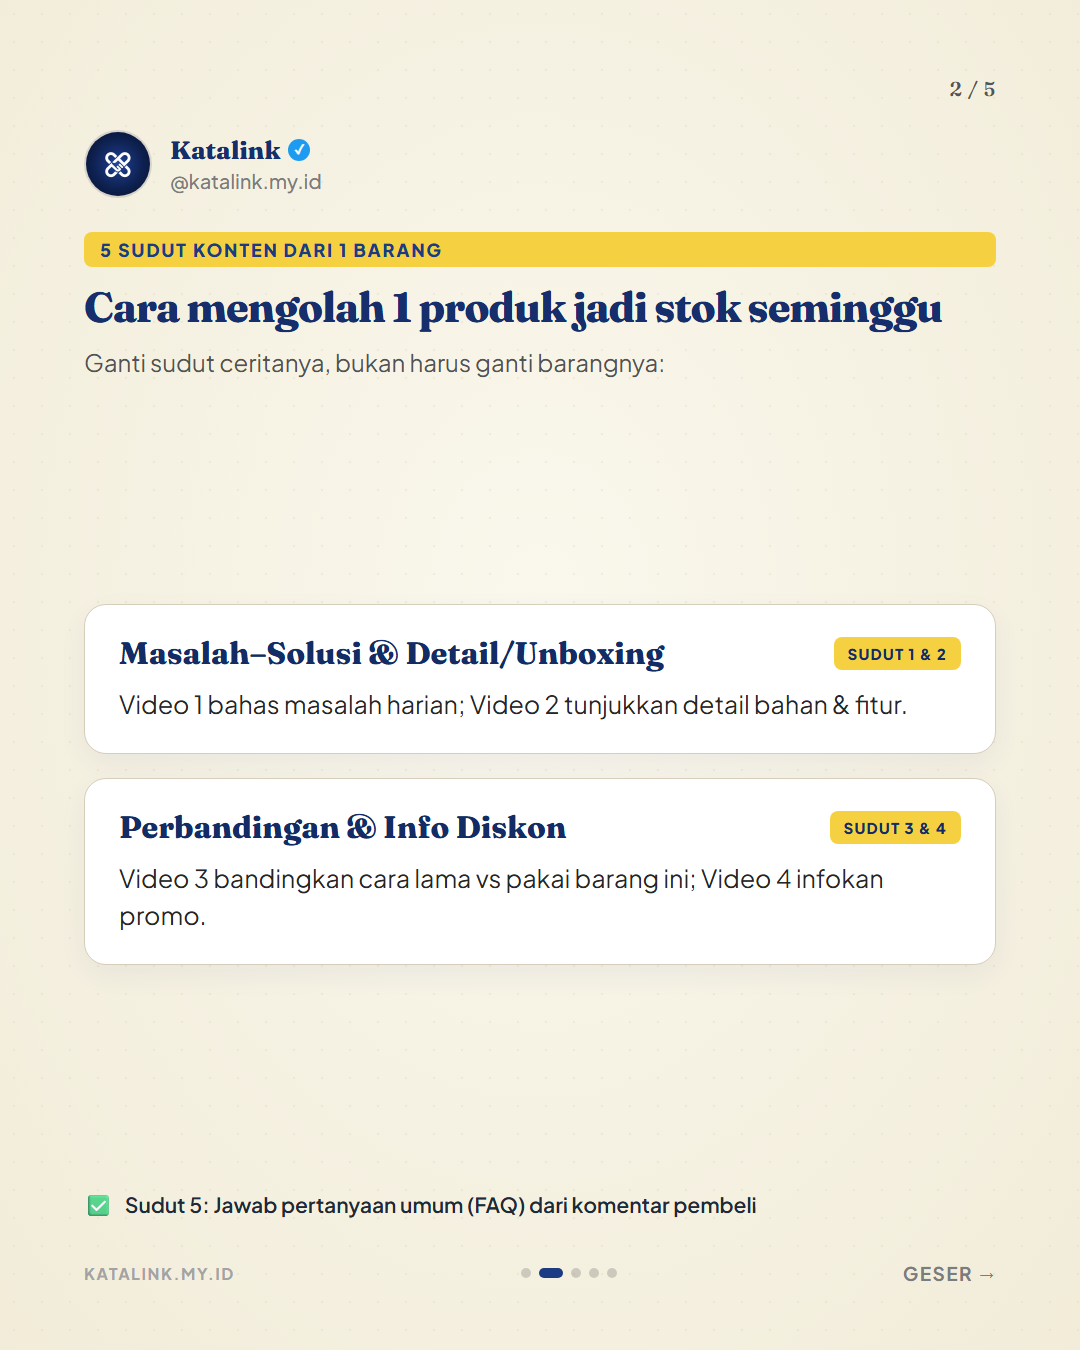 2 / 5
Katalink
@katalink.my.id
5 SUDUT KONTEN DARI 1 BARANG
Cara mengolah 1 produk jadi stok seminggu
Ganti sudut ceritanya, bukan harus ganti barangnya:
Masalah–Solusi & Detail/Unboxing
SUDUT 1 & 2
Video 1 bahas masalah harian; Video 2 tunjukkan detail bahan & fitur.
Perbandingan & Info Diskon
SUDUT 3 & 4
Video 3 bandingkan cara lama vs pakai barang ini; Video 4 infokan
promo.
✅ Sudut 5: Jawab pertanyaan umum (FAQ) dari komentar pembeli
KATALINK.MY.ID
GESER →